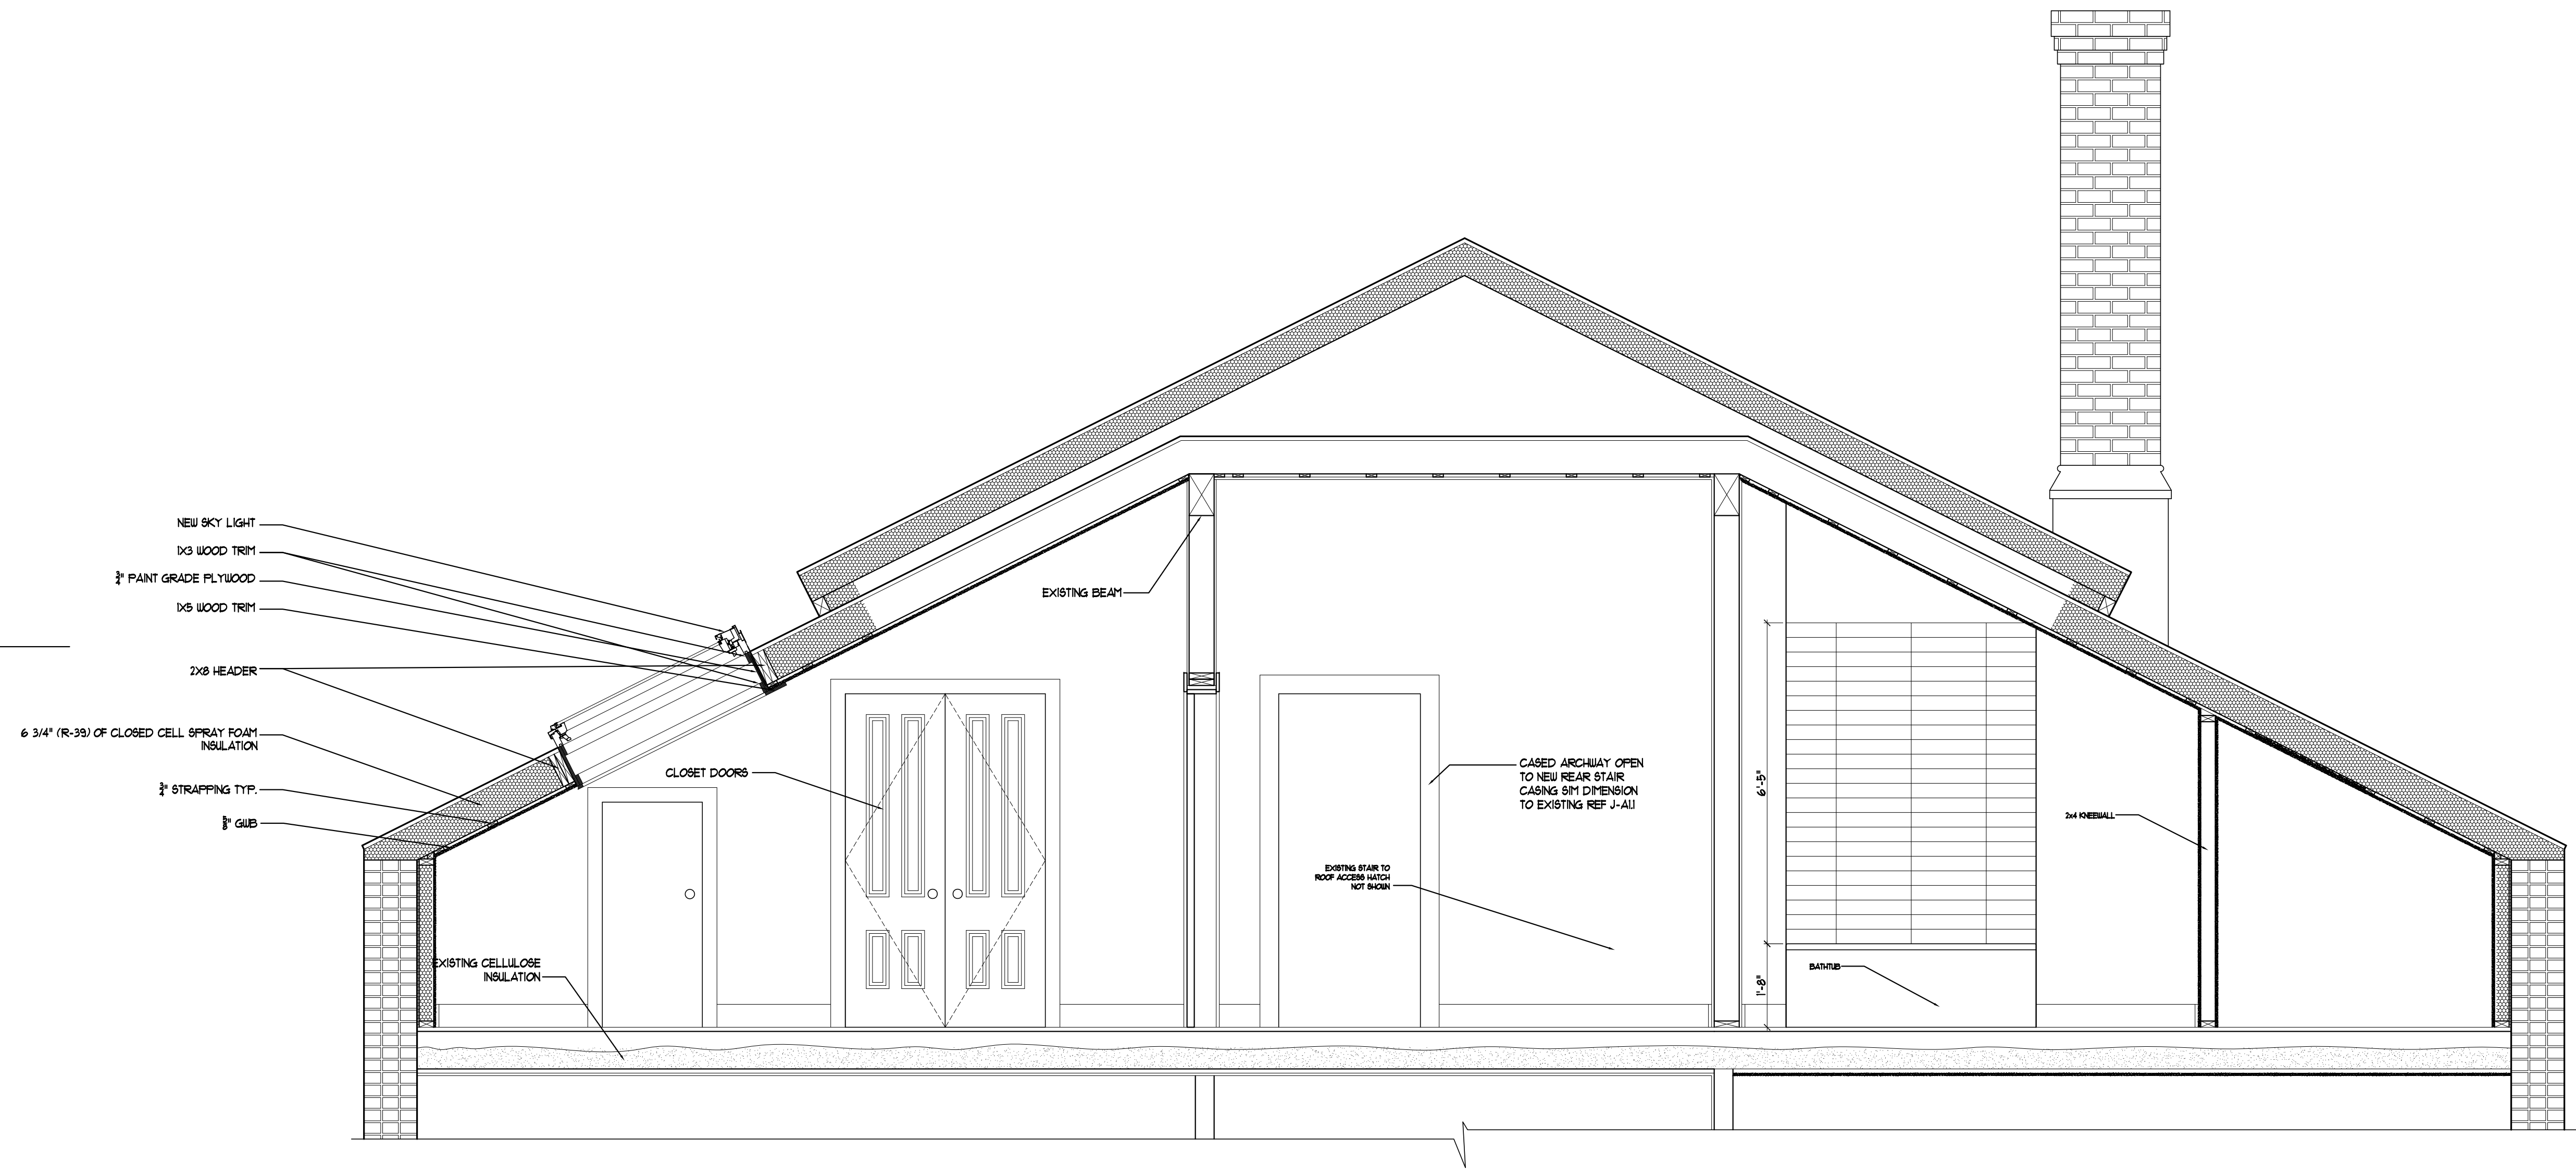 NEW SKY LIGHT
1X3 WOOD TRIM
3/4" PAINT GRADE PLYWOOD
1X5 WOOD TRIM
2X8 HEADER
6 3/4" (R-39) OF CLOSED CELL SPRAY FOAM
INSULATION
3/4" STRAPPING TYP.
5/8" GWB
EXISTING CELLULOSE
INSULATION
CLOSET DOORS
EXISTING BEAM
CASED ARCHWAY OPEN
TO NEW REAR STAIR
CASING SIM DIMENSION
TO EXISTING REF J-A1.1
EXISTING STAIR TO
ROOF ACCESS HATCH
NOT SHOWN
6'-5"
1'-8"
BATHTUB
2x4 KNEEWALL